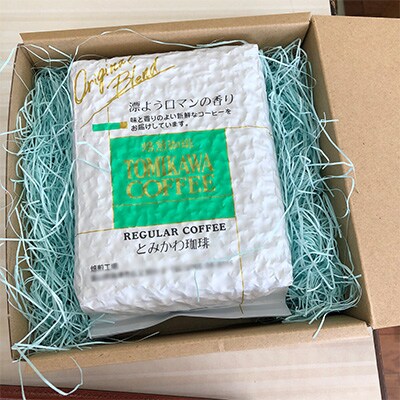 Original
Blend
漂ようロマンの香り
味と香りのよい新鮮なコーヒーを
お届けしています。
TOMIKAWA
COFFEE
REGULAR COFFEE
とみかわ珈琲
焙煎工場